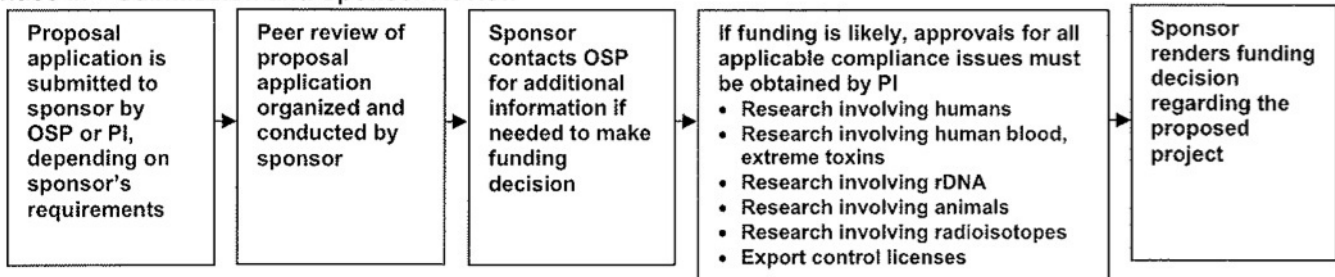 Proposal
application is
submitted to
sponsor by
OSP or PI,
depending on
sponsor's
requirements
Peer review of
proposal
application
organized and
conducted by
sponsor
Sponsor
contacts OSP
for additional
information if
needed to make
funding
decision
If funding is likely, approvals for all
applicable compliance issues must
be obtained by PI
• Research involving humans
• Research involving human blood,
extreme toxins
• Research involving rDNA
• Research involving animals
• Research involving radioisotopes
• Export control licenses
Sponsor
renders funding
decision
regarding the
proposed
project